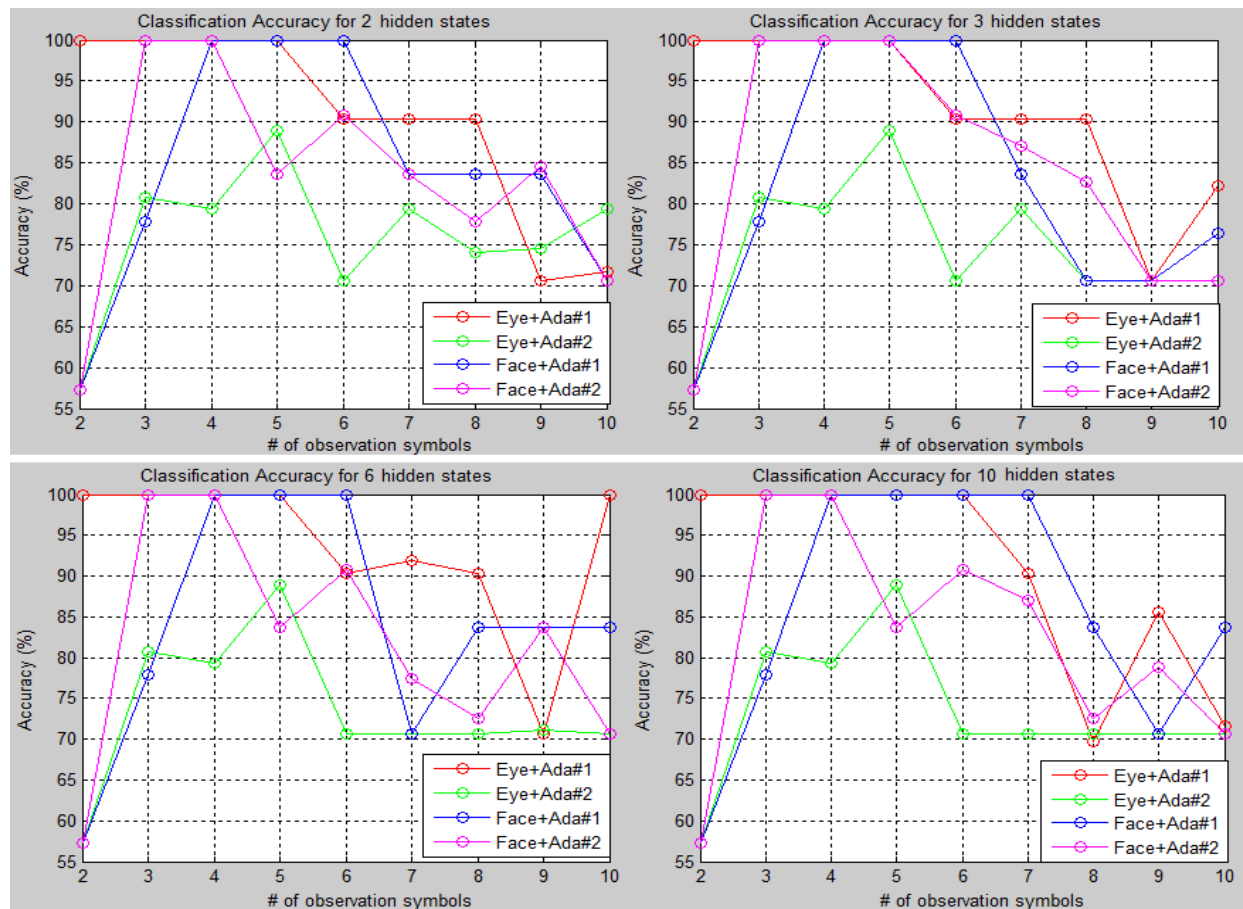 Classification Accuracy for 2 hidden states
100
95
90
85
80
75
70
65
60
55
Accuracy (%)
2 3 4 5 6 7 8 9 10
# of observation symbols
Eye+Ada#1
Eye+Ada#2
Face+Ada#1
Face+Ada#2
Classification Accuracy for 3 hidden states
100
95
90
85
80
75
70
65
60
55
Accuracy (%)
2 3 4 5 6 7 8 9 10
# of observation symbols
Eye+Ada#1
Eye+Ada#2
Face+Ada#1
Face+Ada#2
Classification Accuracy for 6 hidden states
100
95
90
85
80
75
70
65
60
55
Accuracy (%)
2 3 4 5 6 7 8 9 10
# of observation symbols
Eye+Ada#1
Eye+Ada#2
Face+Ada#1
Face+Ada#2
Classification Accuracy for 10 hidden states
100
95
90
85
80
75
70
65
60
55
Accuracy (%)
2 3 4 5 6 7 8 9 10
# of observation symbols
Eye+Ada#1
Eye+Ada#2
Face+Ada#1
Face+Ada#2